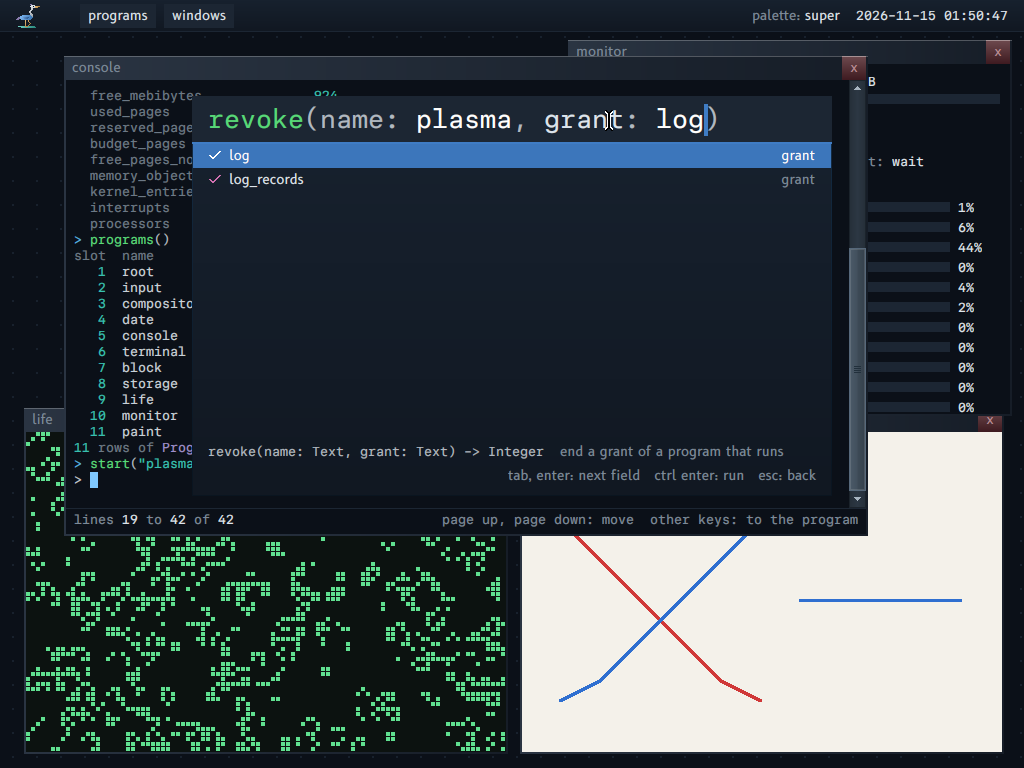 programs windows palette: super 2026-11-15 01:50:47
monitor x
console x
B
free_mebibytes
used_pages
revoke(name: plasma, grant: log)
reserved_page
budget_pages
log grant
free_pages_no
t: wait
memory_object
log_records grant
kernel_entrie
interrupts 1%
processors 6%
> programs() 44%
slot name
1 root 0%
2 input 4%
3 composito 2%
4 date 0%
5 console 0%
6 terminal 0%
7 block 0%
8 storage
9 life 0%
10 monitor 0%
11 paint
life x
11 rows of Prog
revoke(name: Text, grant: Text) -> Integer end a grant of a program that runs
> start("plasma
tab, enter: next field ctrl enter: run esc: back
>
lines 19 to 42 of 42 page up, page down: move other keys: to the program